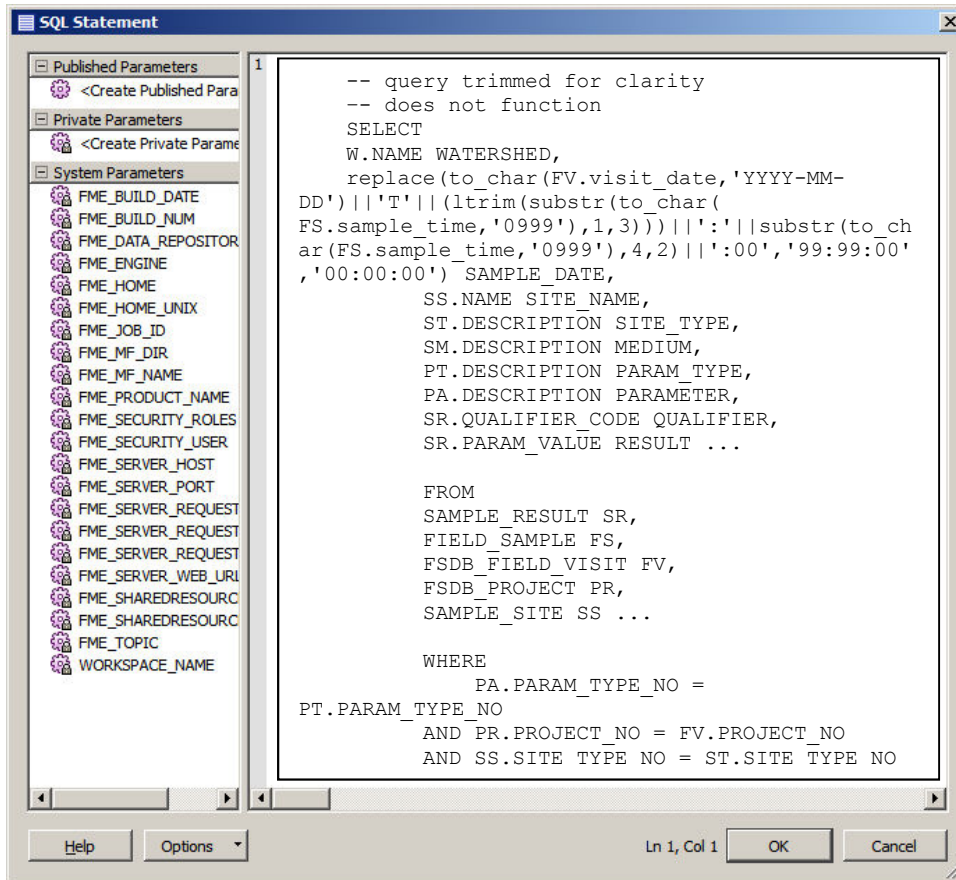 SQL Statement
Published Parameters
<Create Published Para
Private Parameters
<Create Private Parame
System Parameters
FME_BUILD_DATE
FME_BUILD_NUM
FME_DATA_REPOSITOR
FME_ENGINE
FME_HOME
FME_HOME_UNIX
FME_JOB_ID
FME_MF_DIR
FME_MF_NAME
FME_PRODUCT_NAME
FME_SECURITY_ROLES
FME_SECURITY_USER
FME_SERVER_HOST
FME_SERVER_PORT
FME_SERVER_REQUEST
FME_SERVER_REQUEST
FME_SERVER_REQUEST
FME_SERVER_WEB_URL
FME_SHAREDRESOURC
FME_SHAREDRESOURC
FME_TOPIC
WORKSPACE_NAME
1
-- query trimmed for clarity
-- does not function
SELECT
W.NAME WATERSHED,
replace(to_char(FV.visit_date,'YYYY-MM-
DD')||'T'||(ltrim(substr(to_char(
FS.sample_time,'0999'),1,3)))||':'||substr(to_ch
ar(FS.sample_time,'0999'),4,2)||':00','99:99:00'
,'00:00:00') SAMPLE_DATE,
SS.NAME SITE_NAME,
ST.DESCRIPTION SITE_TYPE,
SM.DESCRIPTION MEDIUM,
PT.DESCRIPTION PARAM_TYPE,
PA.DESCRIPTION PARAMETER,
SR.QUALIFIER_CODE QUALIFIER,
SR.PARAM_VALUE RESULT ...
FROM
SAMPLE_RESULT SR,
FIELD_SAMPLE FS,
FSDB_FIELD_VISIT FV,
FSDB_PROJECT PR,
SAMPLE_SITE SS ...
WHERE
PA.PARAM_TYPE_NO =
PT.PARAM_TYPE_NO
AND PR.PROJECT_NO = FV.PROJECT_NO
AND SS.SITE TYPE NO = ST.SITE TYPE NO
Help
Options
Ln 1, Col 1
OK
Cancel